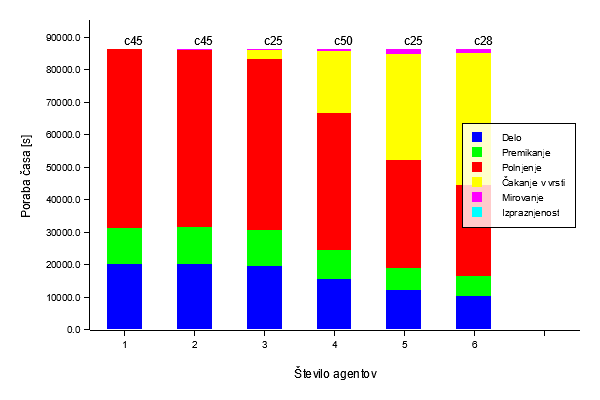 c45 c45 c25 c50 c25 c28
90000.0
80000.0
70000.0
60000.0
50000.0
40000.0
30000.0
20000.0
10000.0
0.0
Poraba časa [s]
Delo
Premikanje
Polnjenje
Čakanje v vrsti
Mirovanje
Izpraznjenost
1 2 3 4 5 6
Število agentov